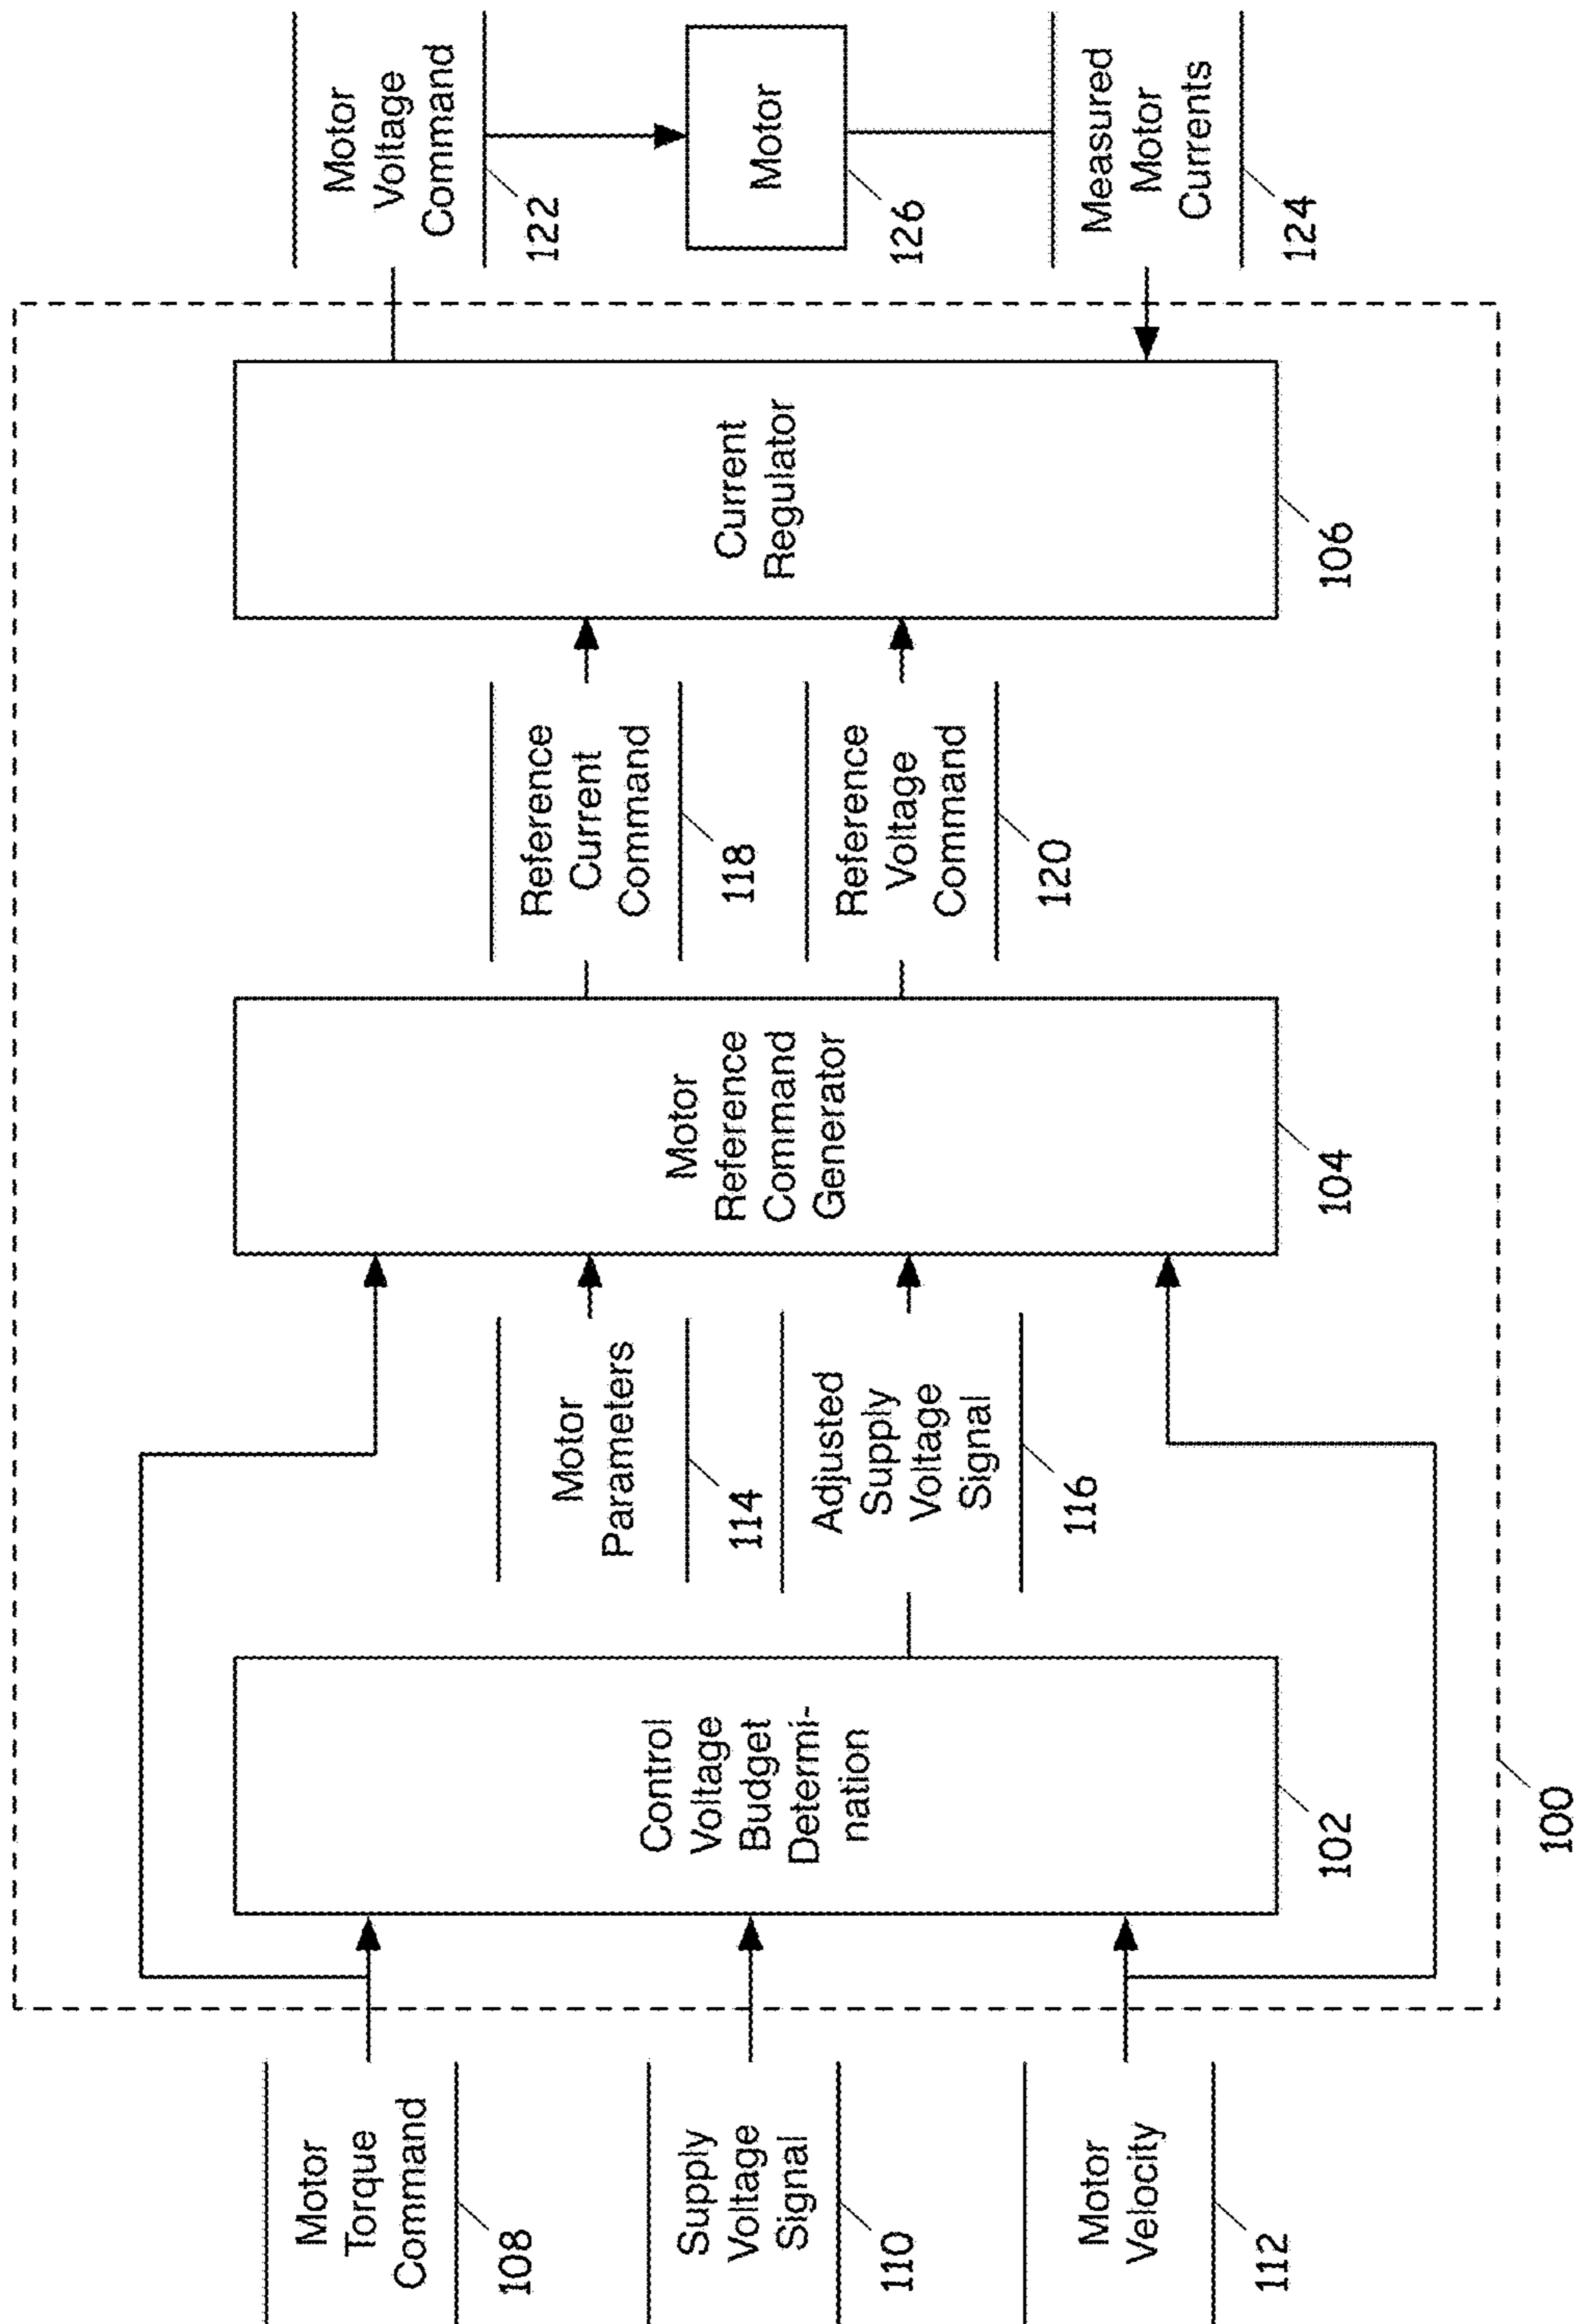 Motor
Torque
Command
108
Supply
Voltage
Signal
110
Motor
Velocity
112
Control
Voltage
Budget
Determi-
nation
102
Motor
Parameters
114
Adjusted
Supply
Voltage
Signal
116
Motor
Reference
Command
Generator
104
Reference
Current
Command
118
Reference
Voltage
Command
120
Current
Regulator
106
Motor
Voltage
Command
122
Motor
126
Measured
Motor
Currents
124
100